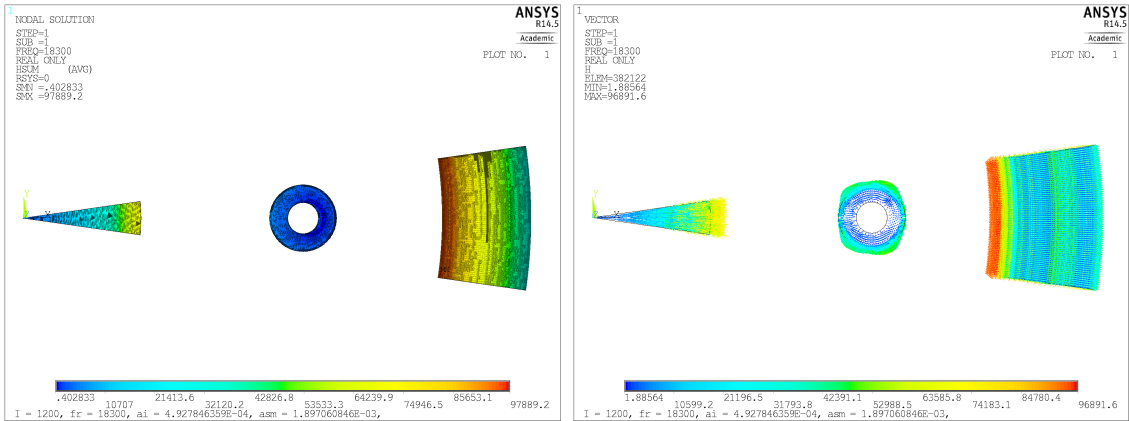 1
NODAL SOLUTION
STEP=1
SUB =1
FREQ=18300
REAL ONLY
HSUM (AVG)
RSYS=0
SMN =.402833
SMX =97889.2
ANSYS
R14.5
Academic
PLOT NO. 1
Y
X
.402833 10707 21413.6 32120.2 42826.8 53533.3 64239.9 74946.5 85653.1 97889.2
I = 1200, fr = 18300, ai = 4.927846359E-04, asm = 1.897060846E-03,
1
VECTOR
STEP=1
SUB =1
FREQ=18300
REAL ONLY
H
ELEM=382122
MIN=1.88564
MAX=96891.6
ANSYS
R14.5
Academic
PLOT NO. 1
Y
X
1.88564 10599.2 21196.5 31793.8 42391.1 52988.5 63585.8 74183.1 84780.4 96891.6
I = 1200, fr = 18300, ai = 4.927846359E-04, asm = 1.897060846E-03,